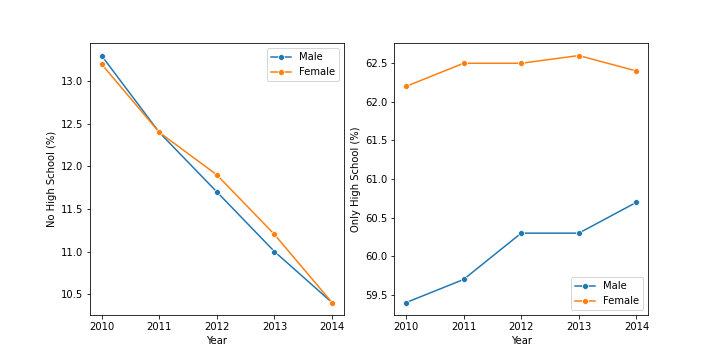 No High School (%)
13.0
12.5
12.0
11.5
11.0
10.5
2010 2011 2012 2013 2014
Year
Male
Female
Only High School (%)
62.5
62.0
61.5
61.0
60.5
60.0
59.5
2010 2011 2012 2013 2014
Year
Male
Female